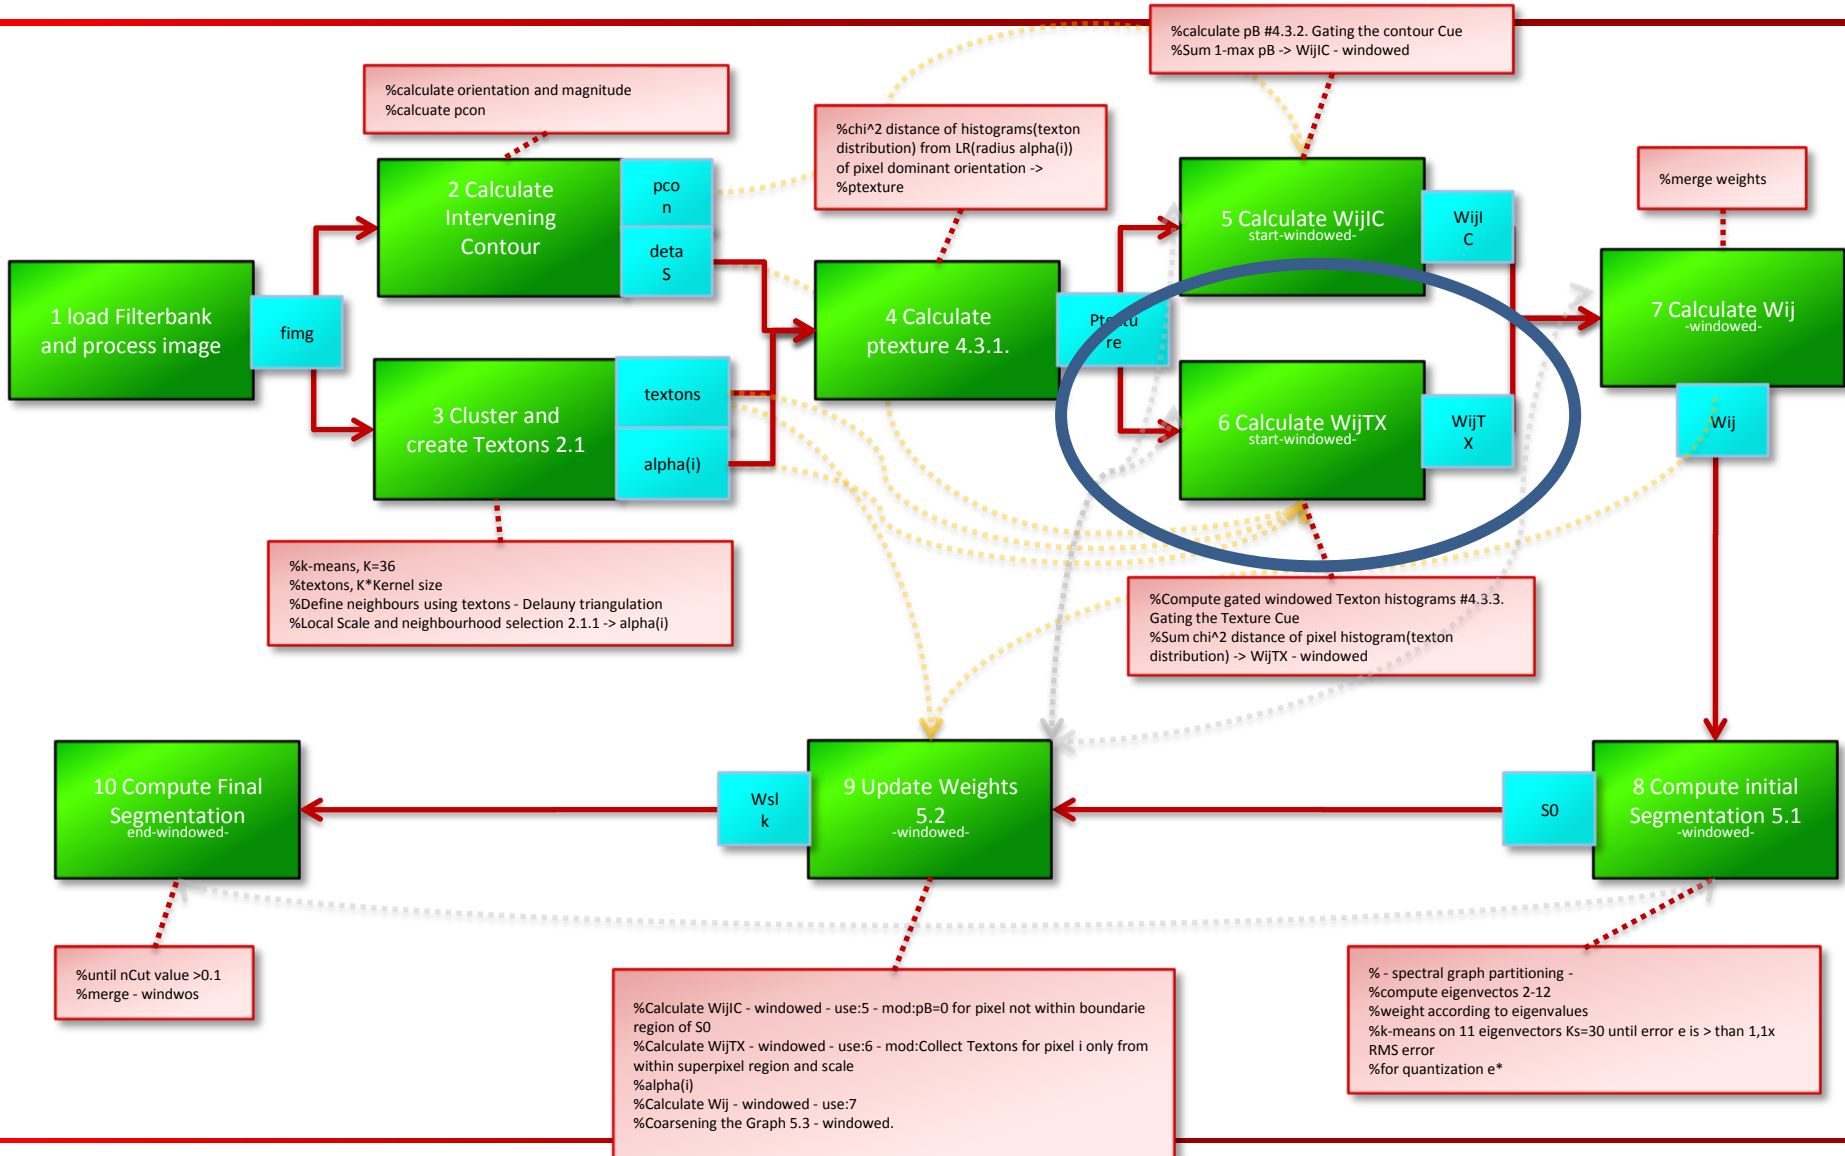 %calculate pB #4.3.2. Gating the contour Cue
%Sum 1-max pB -> WijIC - windowed
%calculate orientation and magnitude
%calcuate pcon
%chi^2 distance of histograms(texton
distribution) from LR(radius alpha(i))
of pixel dominant orientation ->
%ptexture
%merge weights
1 load Filterbank
and process image
fimg
2 Calculate
Intervening
Contour
pco
n
deta
S
3 Cluster and
create Textons 2.1
textons
alpha(i)
4 Calculate
ptexture 4.3.1.
Ptextu
re
5 Calculate WijIC
start-windowed-
WijI
C
6 Calculate WijTX
start-windowed-
WijT
X
7 Calculate Wij
-windowed-
Wij
%k-means, K=36
%textons, K*Kernel size
%Define neighbours using textons - Delauny triangulation
%Local Scale and neighbourhood selection 2.1.1 -> alpha(i)
%Compute gated windowed Texton histograms #4.3.3.
Gating the Texture Cue
%Sum chi^2 distance of pixel histogram(texton
distribution) -> WijTX - windowed
10 Compute Final
Segmentation
end-windowed-
Wsl
k
9 Update Weights
5.2
-windowed-
S0
8 Compute initial
Segmentation 5.1
-windowed-
%until nCut value >0.1
%merge - windwos
%Calculate WijIC - windowed - use:5 - mod:pB=0 for pixel not within boundarie
region of S0
%Calculate WijTX - windowed - use:6 - mod:Collect Textons for pixel i only from
within superpixel region and scale
%alpha(i)
%Calculate Wij - windowed - use:7
%Coarsening the Graph 5.3 - windowed.
% - spectral graph partitioning -
%compute eigenvectos 2-12
%weight according to eigenvalues
%k-means on 11 eigenvectors Ks=30 until error e is > than 1,1x
RMS error
%for quantization e*